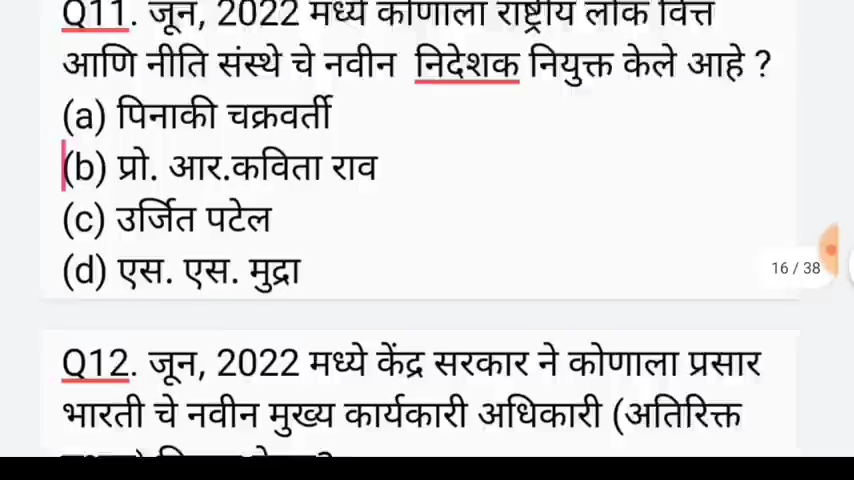 Q11. जून, 2022 मध्ये कोणाला राष्ट्रीय लोक वित्त
आणि नीति संस्थे चे नवीन निदेशक नियुक्त केले आहे ?
(a) पिनाकी चक्रवर्ती
(b) प्रो. आर.कविता राव
(c) उर्जित पटेल
(d) एस. एस. मुद्रा
16 / 38
Q12. जून, 2022 मध्ये केंद्र सरकार ने कोणाला प्रसार
भारती चे नवीन मुख्य कार्यकारी अधिकारी (अतिरिक्त